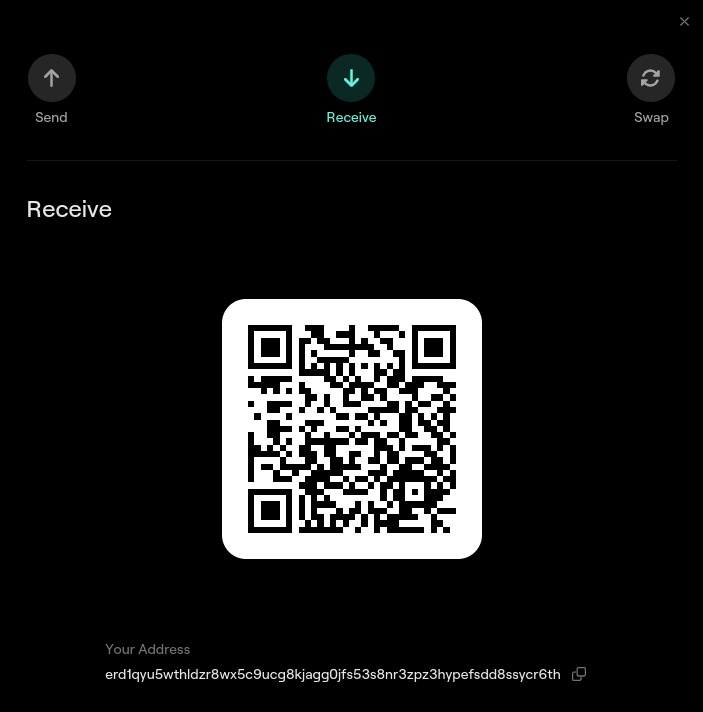 Send
Receive
Swap
Receive
Your Address
erd1qyu5wthldzr8wx5c9ucg8kjagg0jfs53s8nr3zpz3hypefsdd8ssycr6th